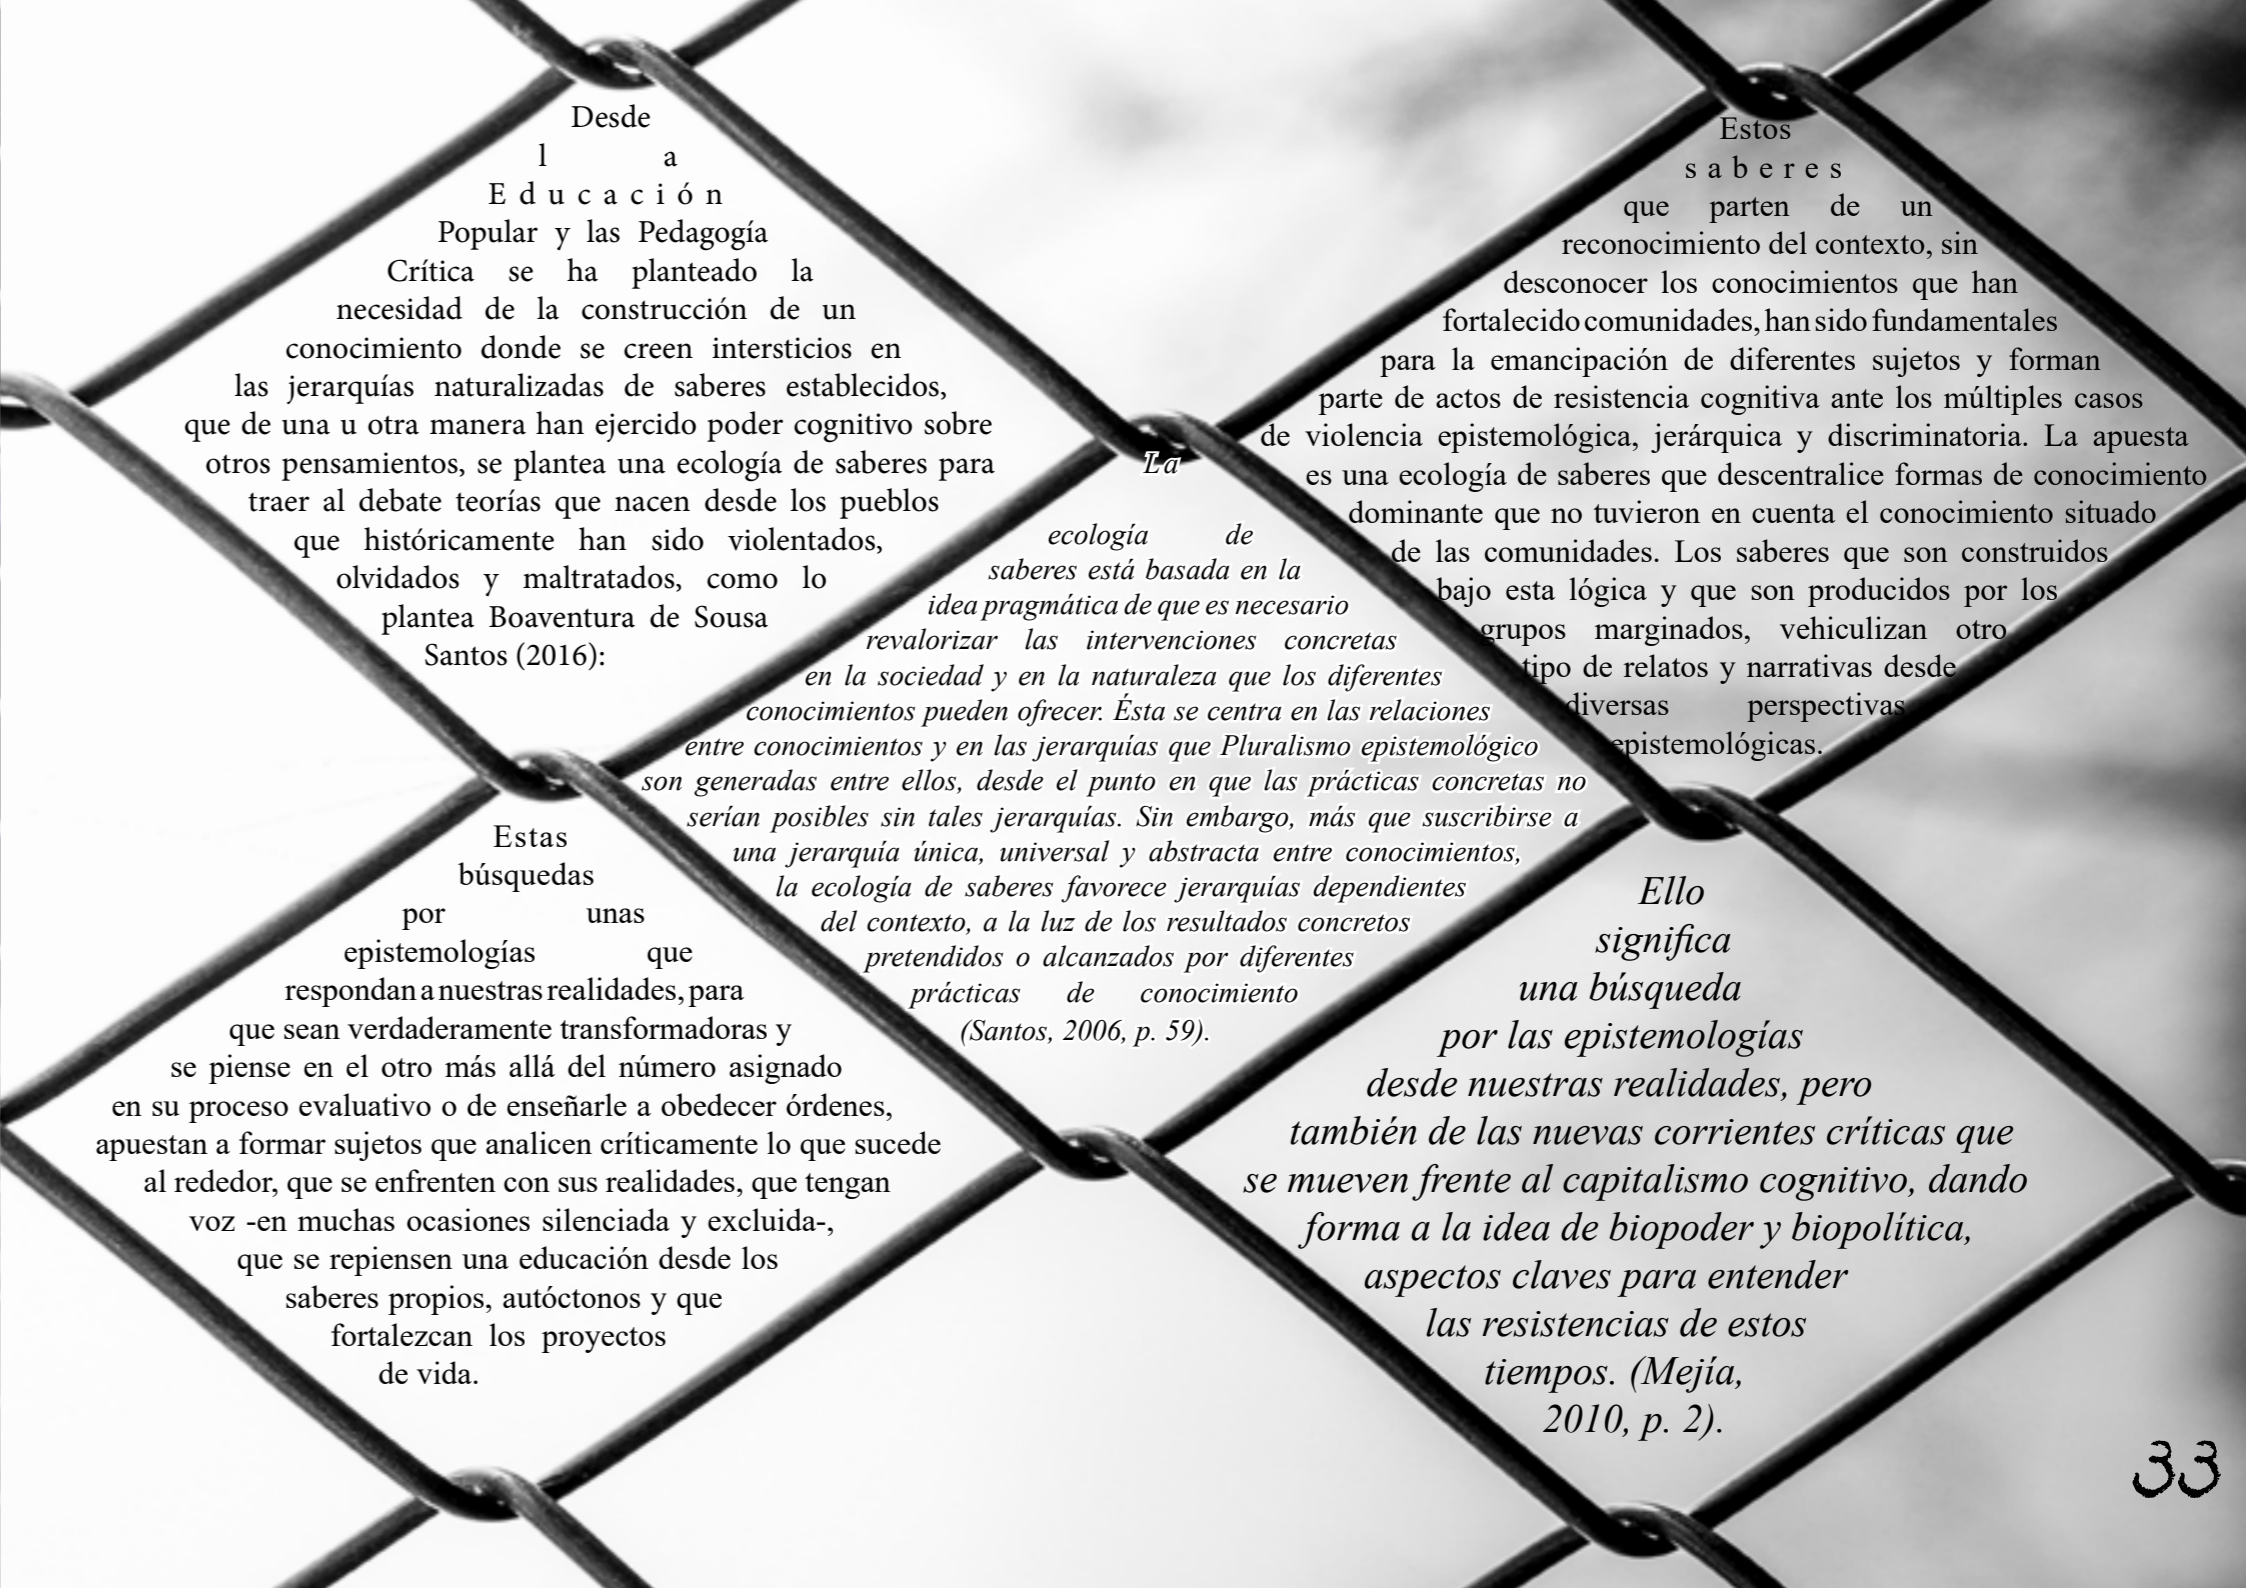 Desde
la
Educación
Popular y las Pedagogía
Crítica se ha planteado la
necesidad de la construcción de un
conocimiento donde se creen intersticios en
las jerarquías naturalizadas de saberes establecidos,
que de una u otra manera han ejercido poder cognitivo sobre
otros pensamientos, se plantea una ecología de saberes para
traer al debate teorías que nacen desde los pueblos
que históricamente han sido violentados,
olvidados y maltratados, como lo
plantea Boaventura de Sousa
Santos (2016):
La
ecología de
saberes está basada en la
idea pragmática de que es necesario
revalorizar las intervenciones concretas
en la sociedad y en la naturaleza que los diferentes
conocimientos pueden ofrecer. Ésta se centra en las relaciones
entre conocimientos y en las jerarquías que Pluralismo epistemológico
son generadas entre ellos, desde el punto en que las prácticas concretas no
serían posibles sin tales jerarquías. Sin embargo, más que suscribirse a
una jerarquía única, universal y abstracta entre conocimientos,
la ecología de saberes favorece jerarquías dependientes
del contexto, a la luz de los resultados concretos
pretendidos o alcanzados por diferentes
prácticas de conocimiento
(Santos, 2006, p. 59).
Estos
saberes
que parten de un
reconocimiento del contexto, sin
desconocer los conocimientos que han
fortalecido comunidades, han sido fundamentales
para la emancipación de diferentes sujetos y forman
parte de actos de resistencia cognitiva ante los múltiples casos
de violencia epistemológica, jerárquica y discriminatoria. La apuesta
es una ecología de saberes que descentralice formas de conocimiento
dominante que no tuvieron en cuenta el conocimiento situado
de las comunidades. Los saberes que son construidos
bajo esta lógica y que son producidos por los
grupos marginados, vehiculizan otro
tipo de relatos y narrativas desde
diversas perspectivas
epistemológicas.
Estas
búsquedas
por unas
epistemologías que
respondan a nuestras realidades, para
que sean verdaderamente transformadoras y
se piense en el otro más allá del número asignado
en su proceso evaluativo o de enseñarle a obedecer órdenes,
apuestan a formar sujetos que analicen críticamente lo que sucede
al rededor, que se enfrenten con sus realidades, que tengan
voz -en muchas ocasiones silenciada y excluida-,
que se repiensen una educación desde los
saberes propios, autóctonos y que
fortalezcan los proyectos
de vida.
Ello
significa
una búsqueda
por las epistemologías
desde nuestras realidades, pero
también de las nuevas corrientes críticas que
se mueven frente al capitalismo cognitivo, dando
forma a la idea de biopoder y biopolítica,
aspectos claves para entender
las resistencias de estos
tiempos. (Mejía,
2010, p. 2).
33